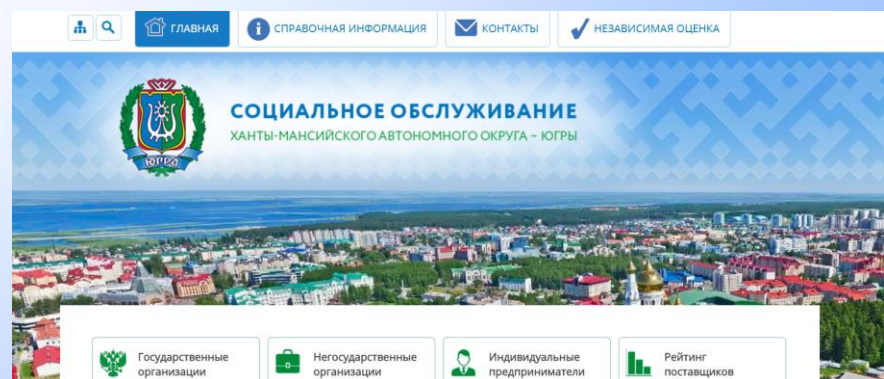 ГЛАВНАЯ
СПРАВОЧНАЯ ИНФОРМАЦИЯ
КОНТАКТЫ
НЕЗАВИСИМАЯ ОЦЕНКА
СОЦИАЛЬНОЕ ОБСЛУЖИВАНИЕ
ХАНТЫ-МАНСИЙСКОГО АВТОНОМНОГО ОКРУГА – ЮГРЫ
ЮГРА
Государственные
организации
Негосударственные
организации
Индивидуальные
предприниматели
Рейтинг
поставщиков